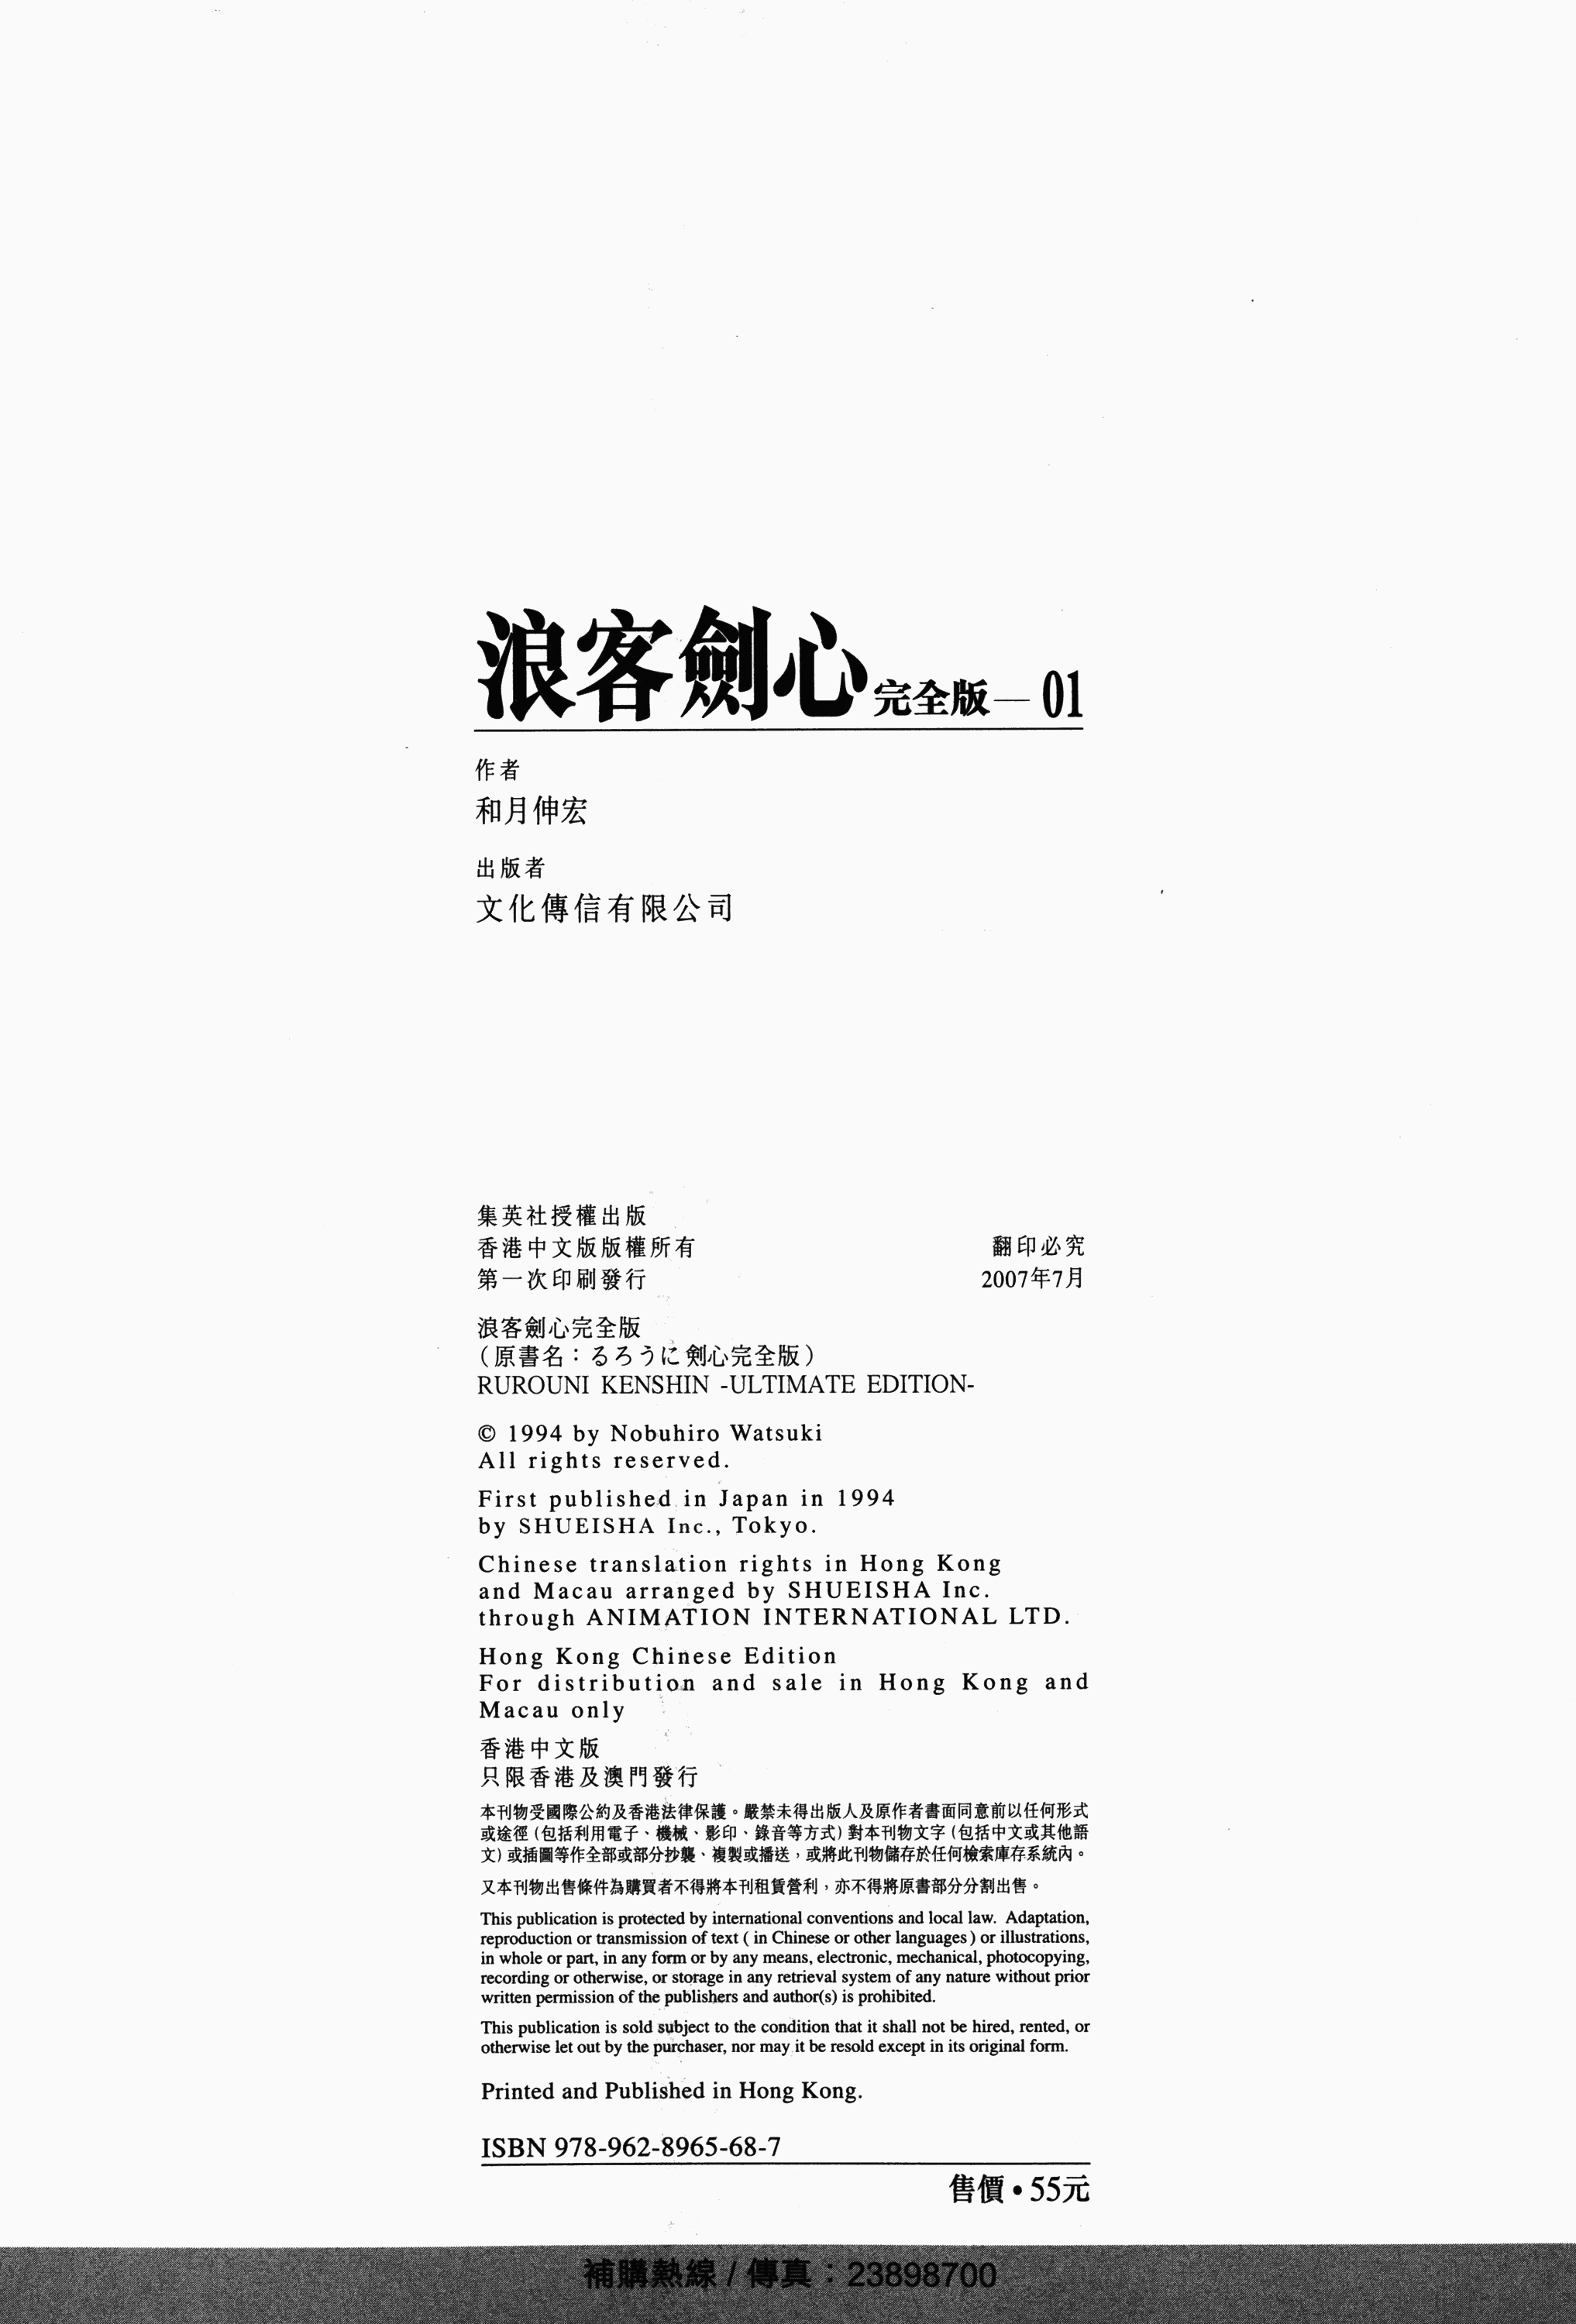 浪客劍心完全版—01
作者
和月伸宏
出版者
文化傳信有限公司
集英社授權出版
香港中文版版權所有 翻印必究
第一次印刷發行 2007年7月
浪客劍心完全版
（原書名：るろうに剣心完全版）
RUROUNI KENSHIN -ULTIMATE EDITION-
© 1994 by Nobuhiro Watsuki
All rights reserved.
First published in Japan in 1994
by SHUEISHA Inc., Tokyo.
Chinese translation rights in Hong Kong
and Macau arranged by SHUEISHA Inc.
through ANIMATION INTERNATIONAL LTD.
Hong Kong Chinese Edition
For distribution and sale in Hong Kong and
Macau only
香港中文版
只限香港及澳門發行
本刊物受國際公約及香港法律保護。嚴禁未得出版人及原作者書面同意前以任何形式
或途徑（包括利用電子、機械、影印、錄音等方式）對本刊物文字（包括中文或其他語
文）或插圖等作全部或部分抄襲、複製或播送，或將此刊物儲存於任何檢索庫存系統內。
又本刊物出售條件為購買者不得將本刊租賃營利，亦不得將原書部分分割出售。
This publication is protected by international conventions and local law. Adaptation,
reproduction or transmission of text ( in Chinese or other languages ) or illustrations,
in whole or part, in any form or by any means, electronic, mechanical, photocopying,
recording or otherwise, or storage in any retrieval system of any nature without prior
written permission of the publishers and author(s) is prohibited.
This publication is sold subject to the condition that it shall not be hired, rented, or
otherwise let out by the purchaser, nor may it be resold except in its original form.
Printed and Published in Hong Kong.
ISBN 978-962-8965-68-7
售價•55元
補購熱線 / 傳真：23898700